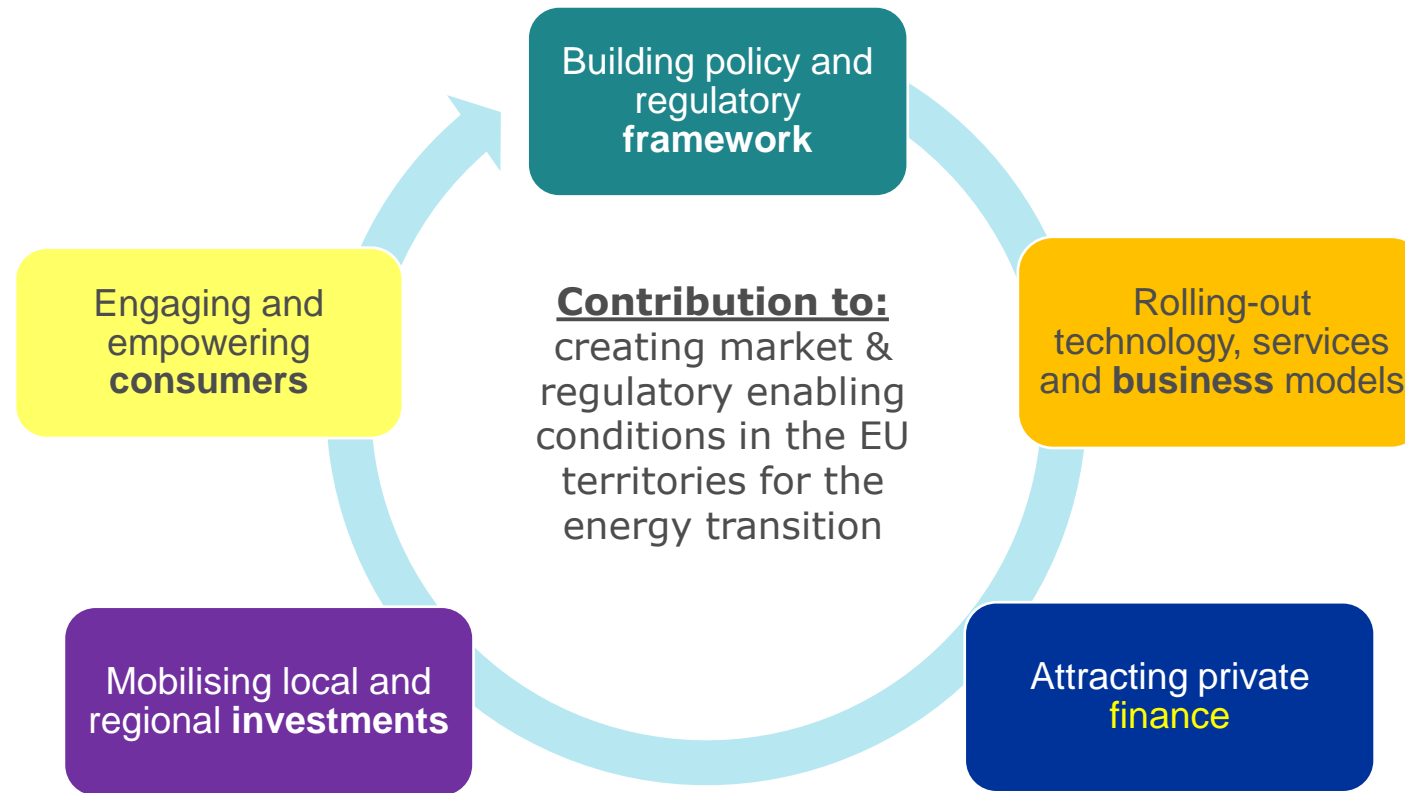 Building policy and
regulatory
framework
Rolling-out
technology, services
and business models
Attracting private
finance
Mobilising local and
regional investments
Engaging and
empowering
consumers
Contribution to:
creating market &
regulatory enabling
conditions in the EU
territories for the
energy transition